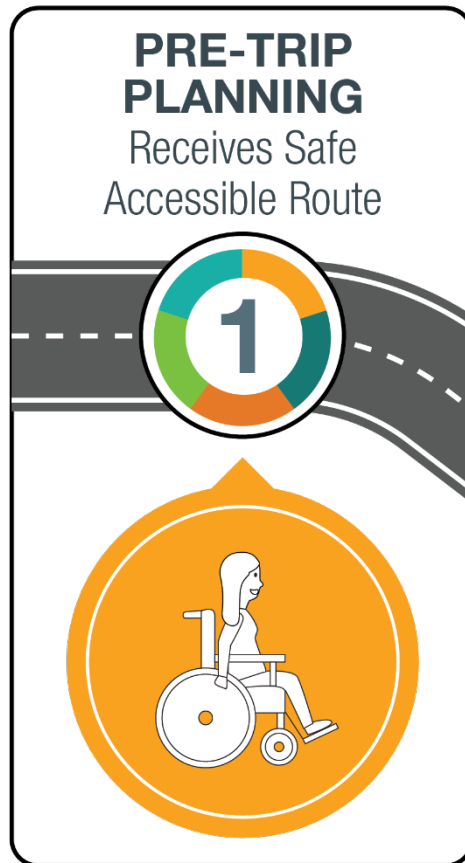 PRE-TRIP
PLANNING
Receives Safe
Accessible Route
1